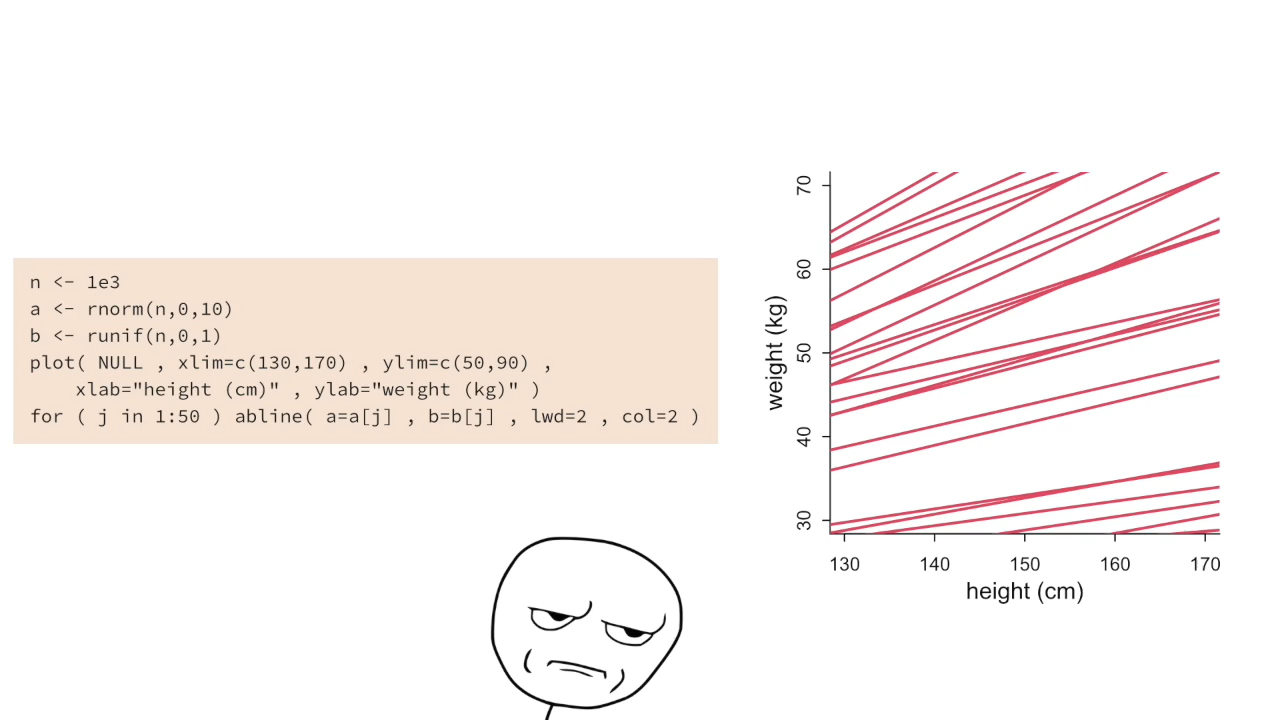 n <- 1e3
a <- rnorm(n,0,10)
b <- runif(n,0,1)
plot( NULL , xlim=c(130,170) , ylim=c(50,90) ,
    xlab="height (cm)" , ylab="weight (kg)" )
for ( j in 1:50 ) abline( a=a[j] , b=b[j] , lwd=2 , col=2 )
weight (kg)
70
60
50
40
30
130 140 150 160 170
height (cm)